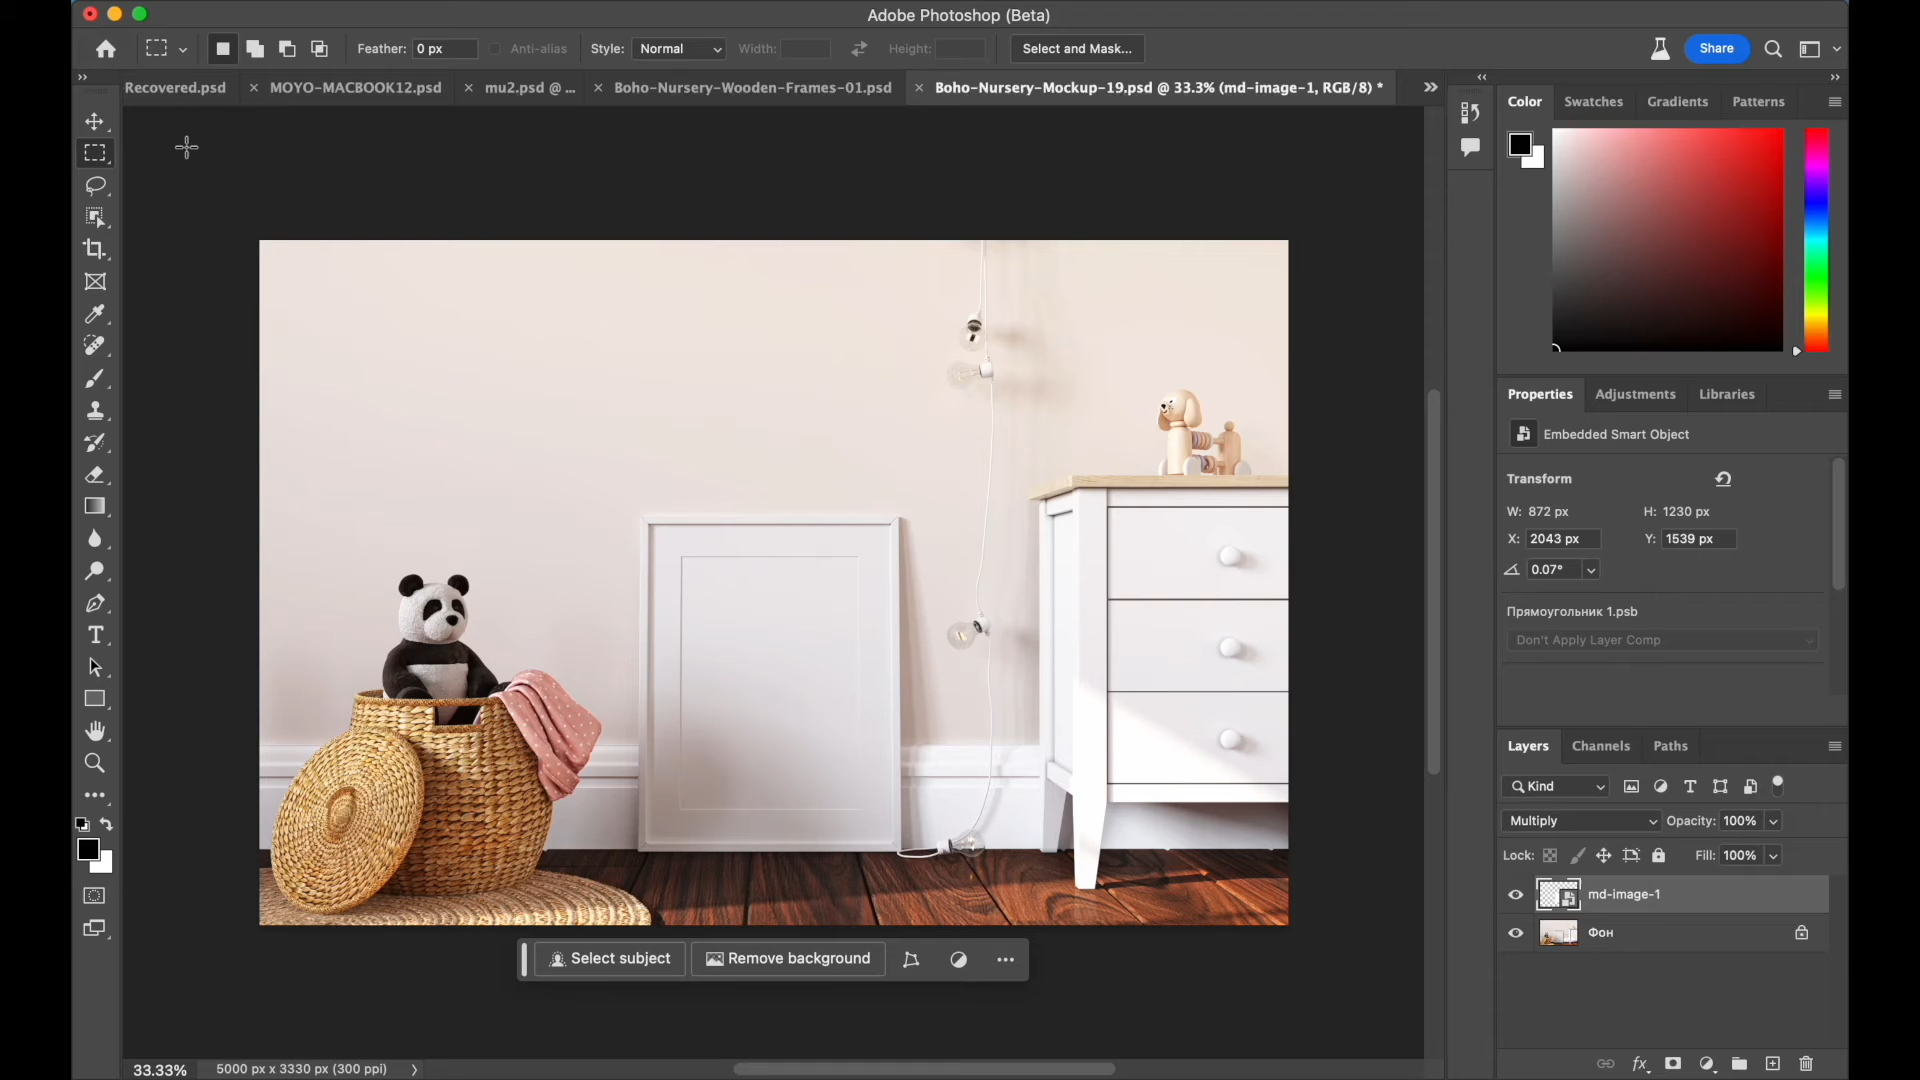 Adobe Photoshop (Beta)
Feather: 0 px Anti-alias Style: Normal Width: Height: Select and Mask... Share
Recovered.psd MOYO-MACBOOK12.psd mu2.psd @ ... Boho-Nursery-Wooden-Frames-01.psd Boho-Nursery-Mockup-19.psd @ 33.3% (md-image-1, RGB/8) *
Color Swatches Gradients Patterns
Properties Adjustments Libraries
Embedded Smart Object
Transform
W: 872 px H: 1230 px
X: 2043 px Y: 1539 px
0.07°
Прямоугольник 1.psb
Don't Apply Layer Comp
Layers Channels Paths
Kind
Multiply Opacity: 100%
Lock: Fill: 100%
md-image-1
Фон
Select subject Remove background
33.33% 5000 px x 3330 px (300 ppi)